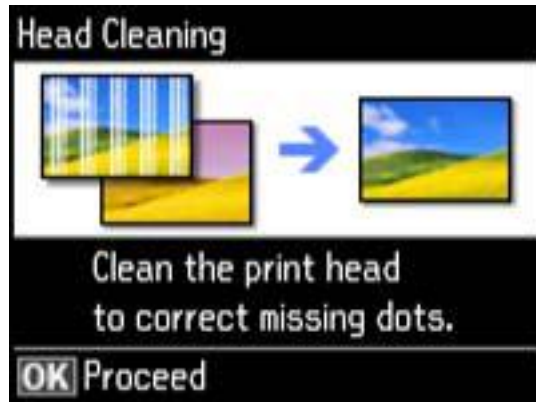 Head Cleaning
Clean the print head
to correct missing dots.
OK Proceed